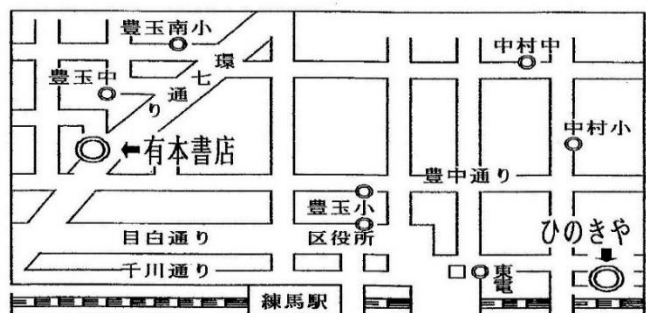 豊玉南小
中村中
環七通り
豊玉中
中村小
有本書店
豊中通り
豊玉小
ひのきや
目白通り
区役所
千川通り
東電
練馬駅